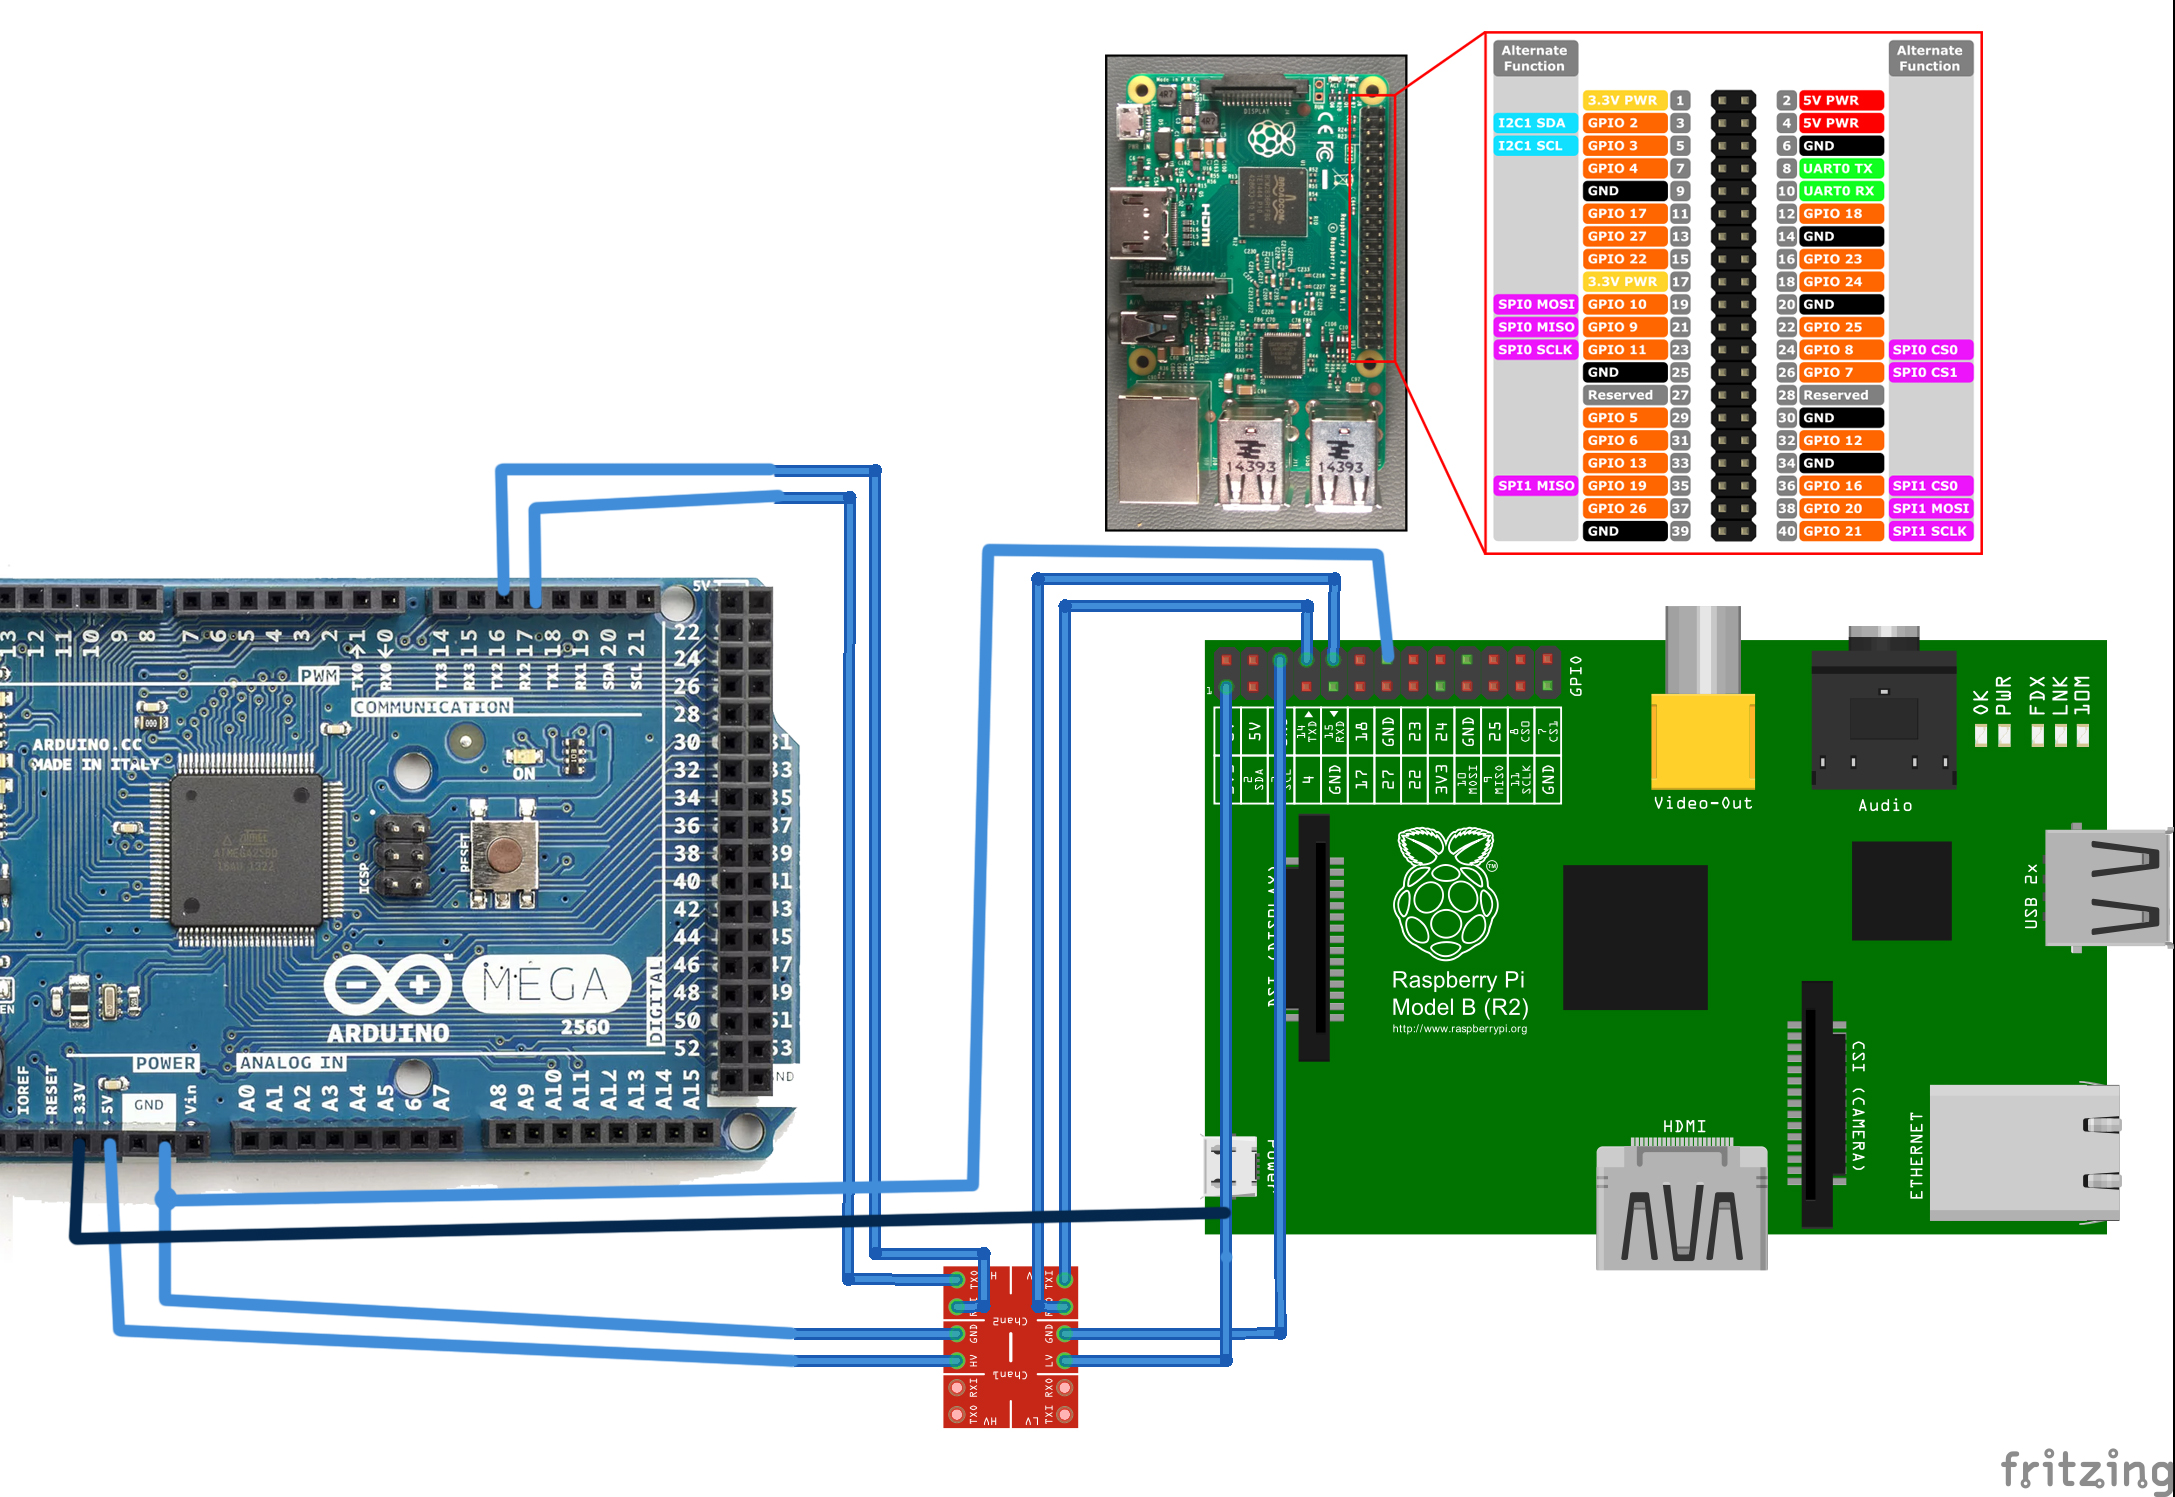 Alternate Function
Alternate Function
3.3V PWR 1 2 5V PWR
I2C1 SDA GPIO 2 3 4 5V PWR
I2C1 SCL GPIO 3 5 6 GND
GPIO 4 7 8 UART0 TX
GND 9 10 UART0 RX
GPIO 17 11 12 GPIO 18
GPIO 27 13 14 GND
GPIO 22 15 16 GPIO 23
3.3V PWR 17 18 GPIO 24
SPI0 MOSI GPIO 10 19 20 GND
SPI0 MISO GPIO 9 21 22 GPIO 25
SPI0 SCLK GPIO 11 23 24 GPIO 8 SPI0 CS0
GND 25 26 GPIO 7 SPI0 CS1
Reserved 27 28 Reserved
GPIO 5 29 30 GND
GPIO 6 31 32 GPIO 12
GPIO 13 33 34 GND
SPI1 MISO GPIO 19 35 36 GPIO 16 SPI1 CS0
GPIO 26 37 38 GPIO 20 SPI1 MOSI
GND 39 40 GPIO 21 SPI1 SCLK
DISPLAY
HDMI
CAMERA
Raspberry Pi 2 Model B V1.1
© Raspberry Pi 2014
BROADCOM
14393
14393
5V
13 12 11 10 9 8 7 6 5 4 3 2 1 0 14 15 16 17 18 19 20 21
TX0 RX0 TX3 RX3 TX2 RX2 TX1 RX1 SDA SCL
PWM
COMMUNICATION
22
24
26
28
30 31
32 33
34 35
36 37
38 39
40 41
42 43
44 45
46 47
48 49
50 51
52 53
GND
ARDUINO.CC
MADE IN ITALY
ON
RESET
ICSP
ATMEGA2560
MEGA
2560
ARDUINO
DIGITAL
POWER
ANALOG IN
IOREF RESET 3.3V 5V GND Vin
A0 A1 A2 A3 A4 A5 6 A7 A8 A9 A10 A11 A12 A13 A14 A15
GPIO
1
5V 14 TXD 15 RXD 18 GND 23 24 GND 25 8 CS0 7 CS1
2 SDA SCL 4 GND 17 27 22 3V3 10 MOSI 9 MISO 11 SCLK GND
Video-Out
Audio
OK PWR FDX LNK 10M
USB 2x
Raspberry Pi
Model B (R2)
http://www.raspberrypi.org
CSI (CAMERA)
HDMI
ETHERNET
TXO TXI
Chan2
GND GND
HV LV
Chan1
RXI RXO
TXO HV LV TXI
fritzing